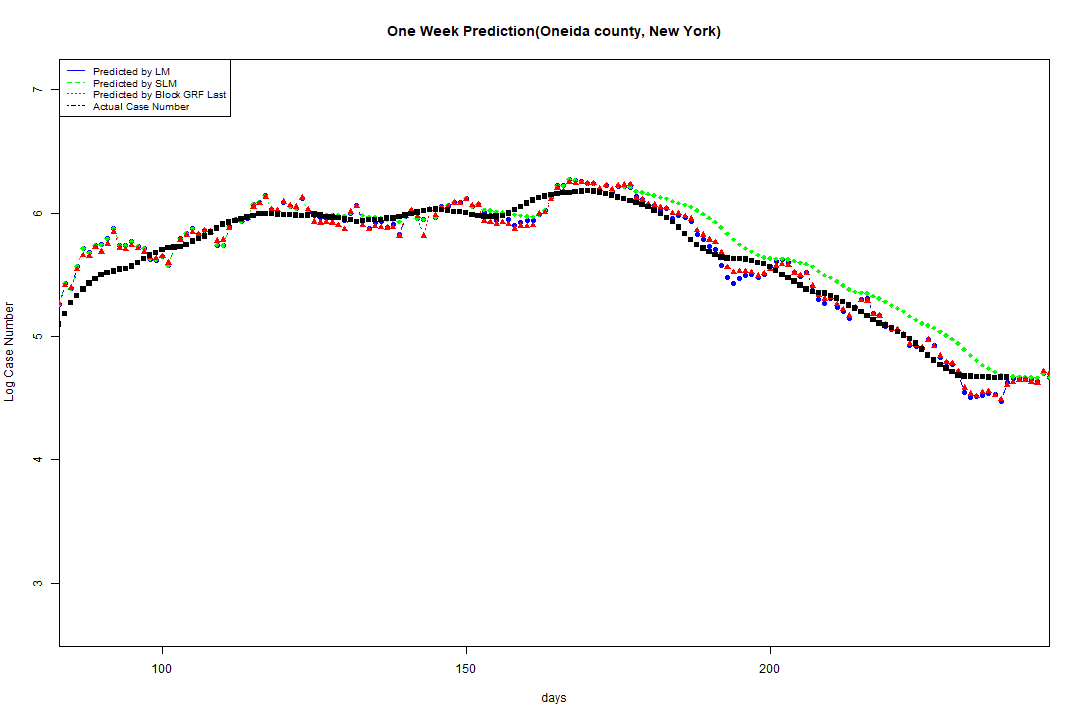 One Week Prediction(Oneida county, New York)
Predicted by LM
Predicted by SLM
Predicted by Block GRF Last
Actual Case Number
7
6
5
4
3
Log Case Number
100 150 200
days